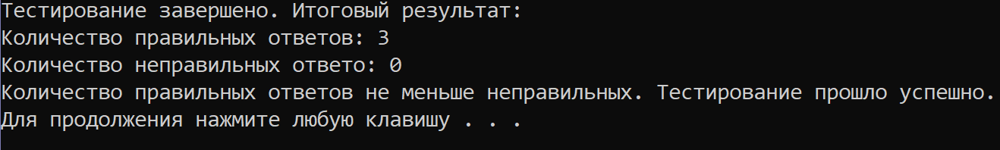 Тестирование завершено. Итоговый результат:
Количество правильных ответов: 3
Количество неправильных ответо: 0
Количество правильных ответов не меньше неправильных. Тестирование прошло успешно.
Для продолжения нажмите любую клавишу . . .